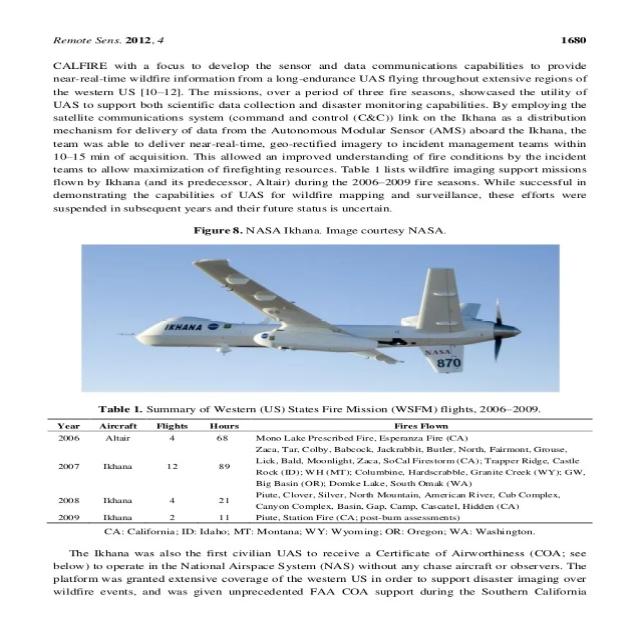 Remote Sens. 2012, 4 1680
CALFIRE with a focus to develop the sensor and data communications capabilities to provide
near-real-time wildfire information from a long-endurance UAS flying throughout extensive regions of
the western US [10–12]. The missions, over a period of three fire seasons, showcased the utility of
UAS to support both scientific data collection and disaster monitoring capabilities. By employing the
satellite communications system (command and control (C&C)) link on the Ikhana as a distribution
mechanism for delivery of data from the Autonomous Modular Sensor (AMS) aboard the Ikhana, the
team was able to deliver near-real-time, geo-rectified imagery to incident management teams within
10–15 min of acquisition. This allowed an improved understanding of fire conditions by the incident
teams to allow maximization of firefighting resources. Table 1 lists wildfire imaging support missions
flown by Ikhana (and its predecessor, Altair) during the 2006–2009 fire seasons. While successful in
demonstrating the capabilities of UAS for wildfire mapping and surveillance, these efforts were
suspended in subsequent years and their future status is uncertain.
Figure 8. NASA Ikhana. Image courtesy NASA.
IKHANA
NASA
870
Table 1. Summary of Western (US) States Fire Mission (WSFM) flights, 2006–2009.
Year Aircraft Flights Hours Fires Flown
2006 Altair 4 68 Mono Lake Prescribed Fire, Esperanza Fire (CA)
Zaca, Tar, Colby, Babcock, Jackrabbit, Butler, North, Fairmont, Grouse,
Lick, Bald, Moonlight, Zaca, SoCal Firestorm (CA); Trapper Ridge, Castle
2007 Ikhana 12 89 Rock (ID); WH (MT); Columbine, Hardscrabble, Granite Creek (WY); GW,
Big Basin (OR); Domke Lake, South Omak (WA)
Piute, Clover, Silver, North Mountain, American River, Cub Complex,
2008 Ikhana 4 21 Canyon Complex, Basin, Gap, Camp, Cascatel, Hidden (CA)
2009 Ikhana 2 11 Piute, Station Fire (CA; post-burn assessments)
CA: California; ID: Idaho; MT: Montana; WY: Wyoming; OR: Oregon; WA: Washington.
The Ikhana was also the first civilian UAS to receive a Certificate of Airworthiness (COA; see
below) to operate in the National Airspace System (NAS) without any chase aircraft or observers. The
platform was granted extensive coverage of the western US in order to support disaster imaging over
wildfire events, and was given unprecedented FAA COA support during the Southern California